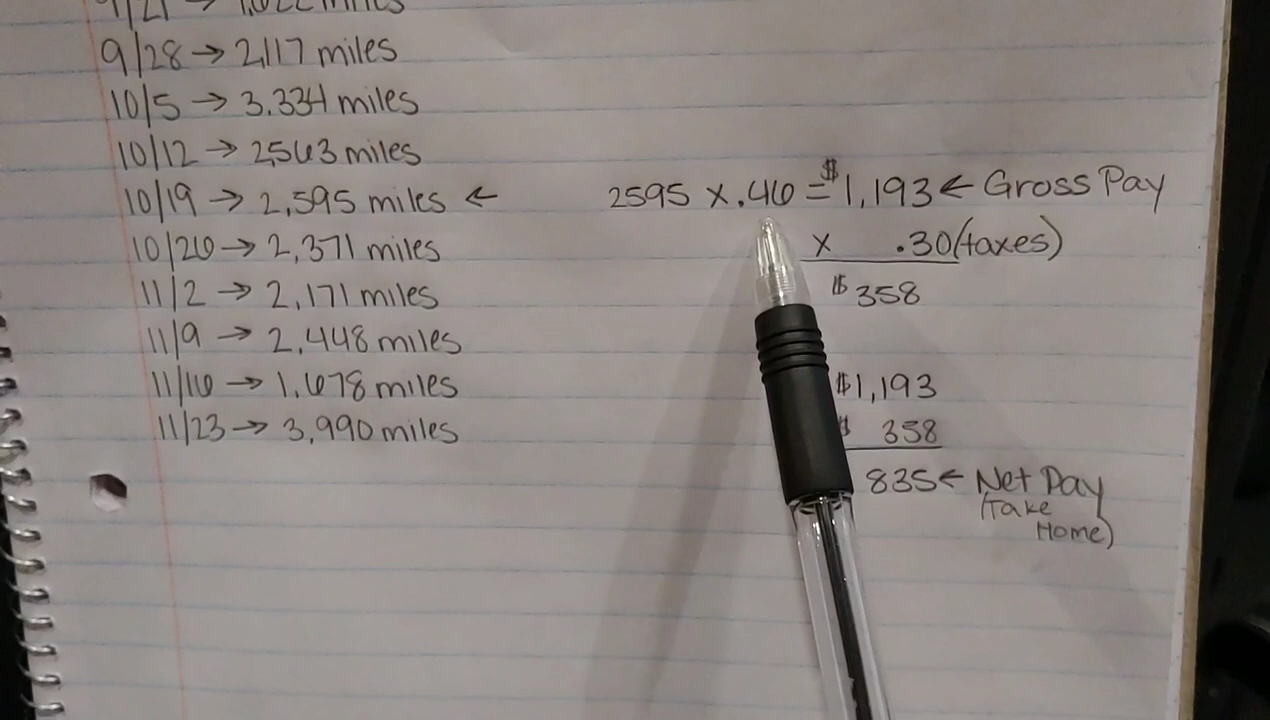 9/28 → 2,117 miles
10/5 → 3,334 miles
10/12 → 2,563 miles
10/19 → 2,595 miles ← 2595 x .46 = $1,193 ← Gross Pay
x .30 (taxes)
10/26 → 2,371 miles
$358
11/2 → 2,171 miles
11/9 → 2,448 miles
11/16 → 1,678 miles
$1,193
11/23 → 3,990 miles
$ 358
835 ← Net Pay
(Take
Home)